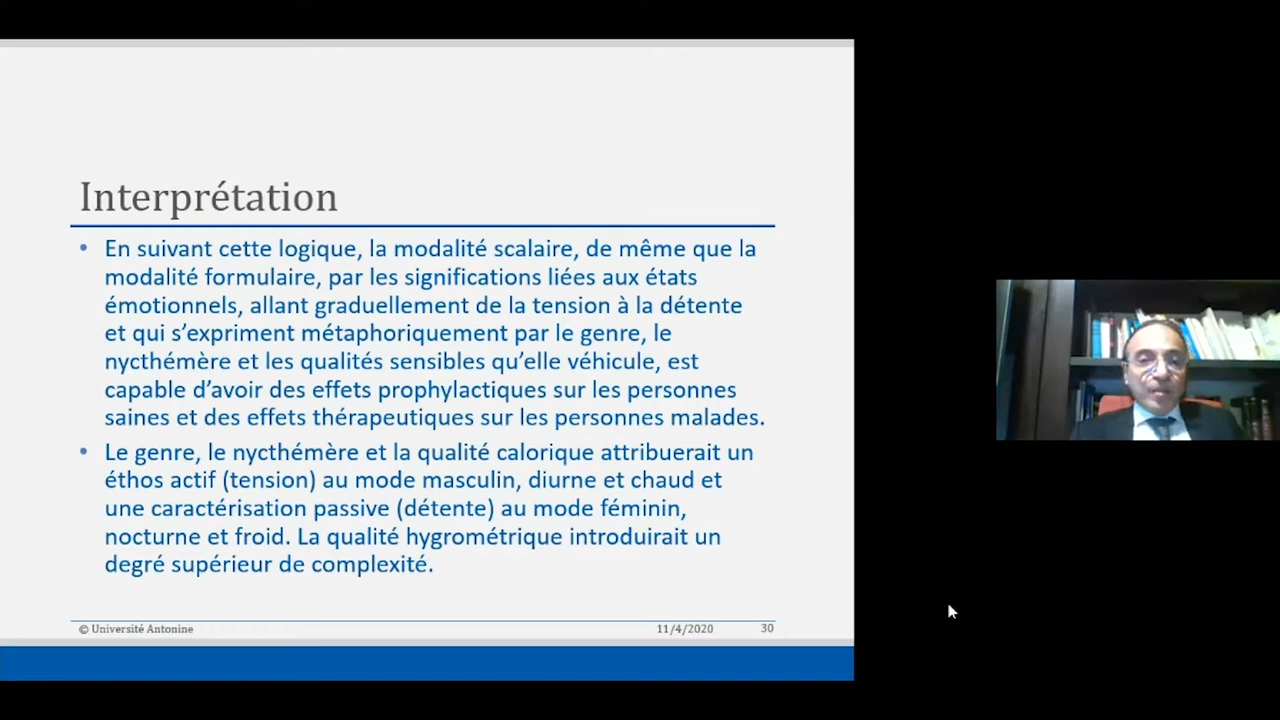 Interprétation
• En suivant cette logique, la modalité scalaire, de même que la
modalité formulaire, par les significations liées aux états
émotionnels, allant graduellement de la tension à la détente
et qui s’expriment métaphoriquement par le genre, le
nycthémère et les qualités sensibles qu’elle véhicule, est
capable d’avoir des effets prophylactiques sur les personnes
saines et des effets thérapeutiques sur les personnes malades.
• Le genre, le nycthémère et la qualité calorique attribuerait un
éthos actif (tension) au mode masculin, diurne et chaud et
une caractérisation passive (détente) au mode féminin,
nocturne et froid. La qualité hygrométrique introduirait un
degré supérieur de complexité.
© Université Antonine
11/4/2020
30